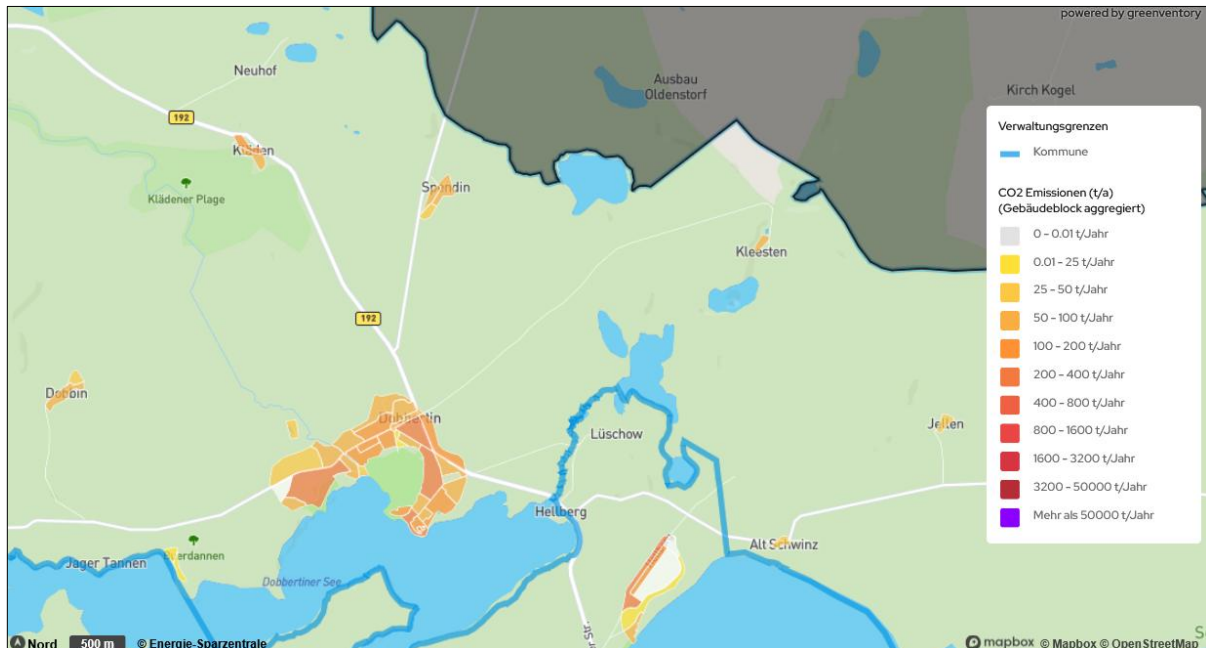 powered by greenventory
Neuhof
Ausbau
Oldenstorf
Kirch Kogel
192
Kläden
Klädener Plage
Spendin
Kleesten
192
Dobbin
Dobbertin
Lüschow
Jellen
Hellberg
Alt Schwinz
Jager Tannen
Dobbertiner See
Verwaltungsgrenzen
Kommune
CO2 Emissionen (t/a)
(Gebäudeblock aggregiert)
0 - 0.01 t/Jahr
0.01 - 25 t/Jahr
25 - 50 t/Jahr
50 - 100 t/Jahr
100 - 200 t/Jahr
200 - 400 t/Jahr
400 - 800 t/Jahr
800 - 1600 t/Jahr
1600 - 3200 t/Jahr
3200 - 50000 t/Jahr
Mehr als 50000 t/Jahr
Nord 500 m © Energie-Sparzentrale
mapbox © Mapbox © OpenStreetMap